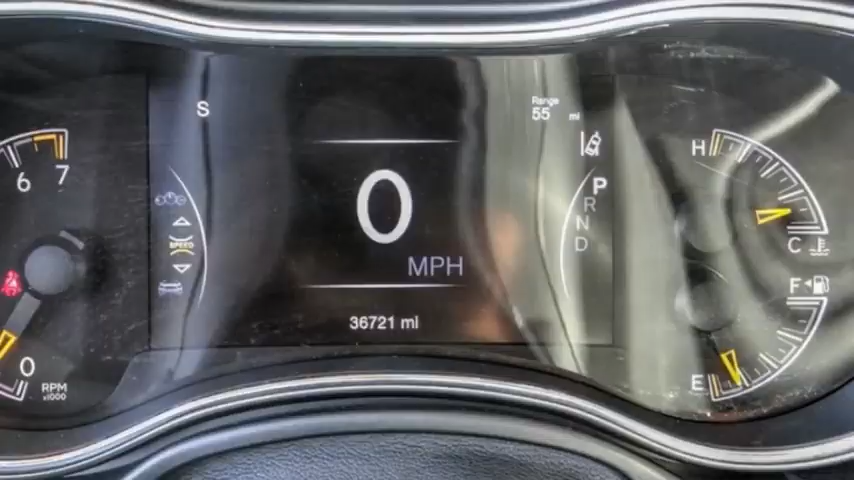 S
Range
55 mi
6 7
H
P
R
N
D
0
SPEED
MPH
C
F
36721 mi
0
RPM
x1000
E